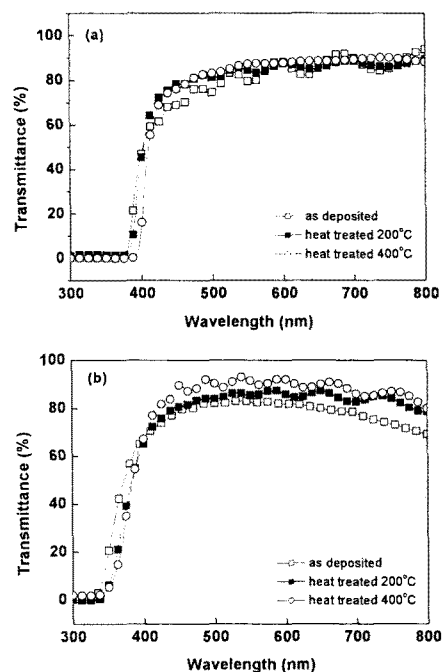 (a)
100
80
60
40
20
0
Transmittance (%)
as deposited
heat treated 200°C
heat treated 400°C
300 400 500 600 700 800
Wavelength (nm)
(b)
100
80
60
40
20
0
Transmittance (%)
as deposited
heat treated 200°C
heat treated 400°C
300 400 500 600 700 800
Wavelength (nm)